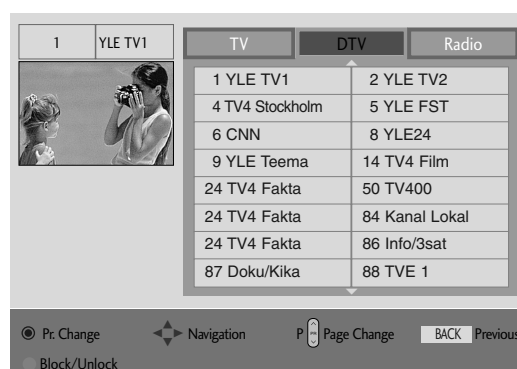 1 YLE TV1
TV DTV Radio
1 YLE TV1 2 YLE TV2
4 TV4 Stockholm 5 YLE FST
6 CNN 8 YLE24
9 YLE Teema 14 TV4 Film
24 TV4 Fakta 50 TV400
24 TV4 Fakta 84 Kanal Lokal
24 TV4 Fakta 86 Info/3sat
87 Doku/Kika 88 TVE 1
Pr. Change Navigation P Page Change BACK Previous
Block/Unlock